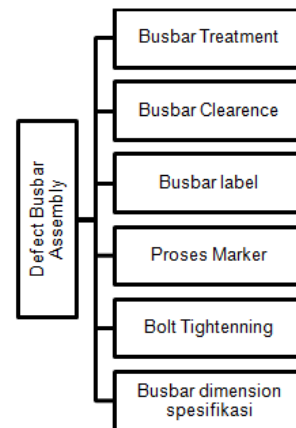 Defect Busbar
Assembly
Busbar Treatment
Busbar Clearence
Busbar label
Proses Marker
Bolt Tightenning
Busbar dimension
spesifikasi